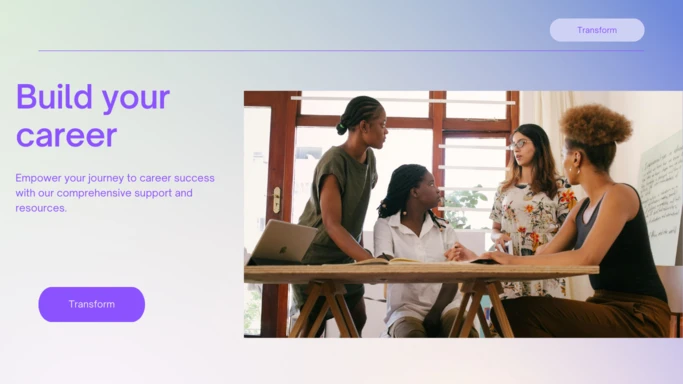 Transform
Build your
career
Empower your journey to career success
with our comprehensive support and
resources.
Transform